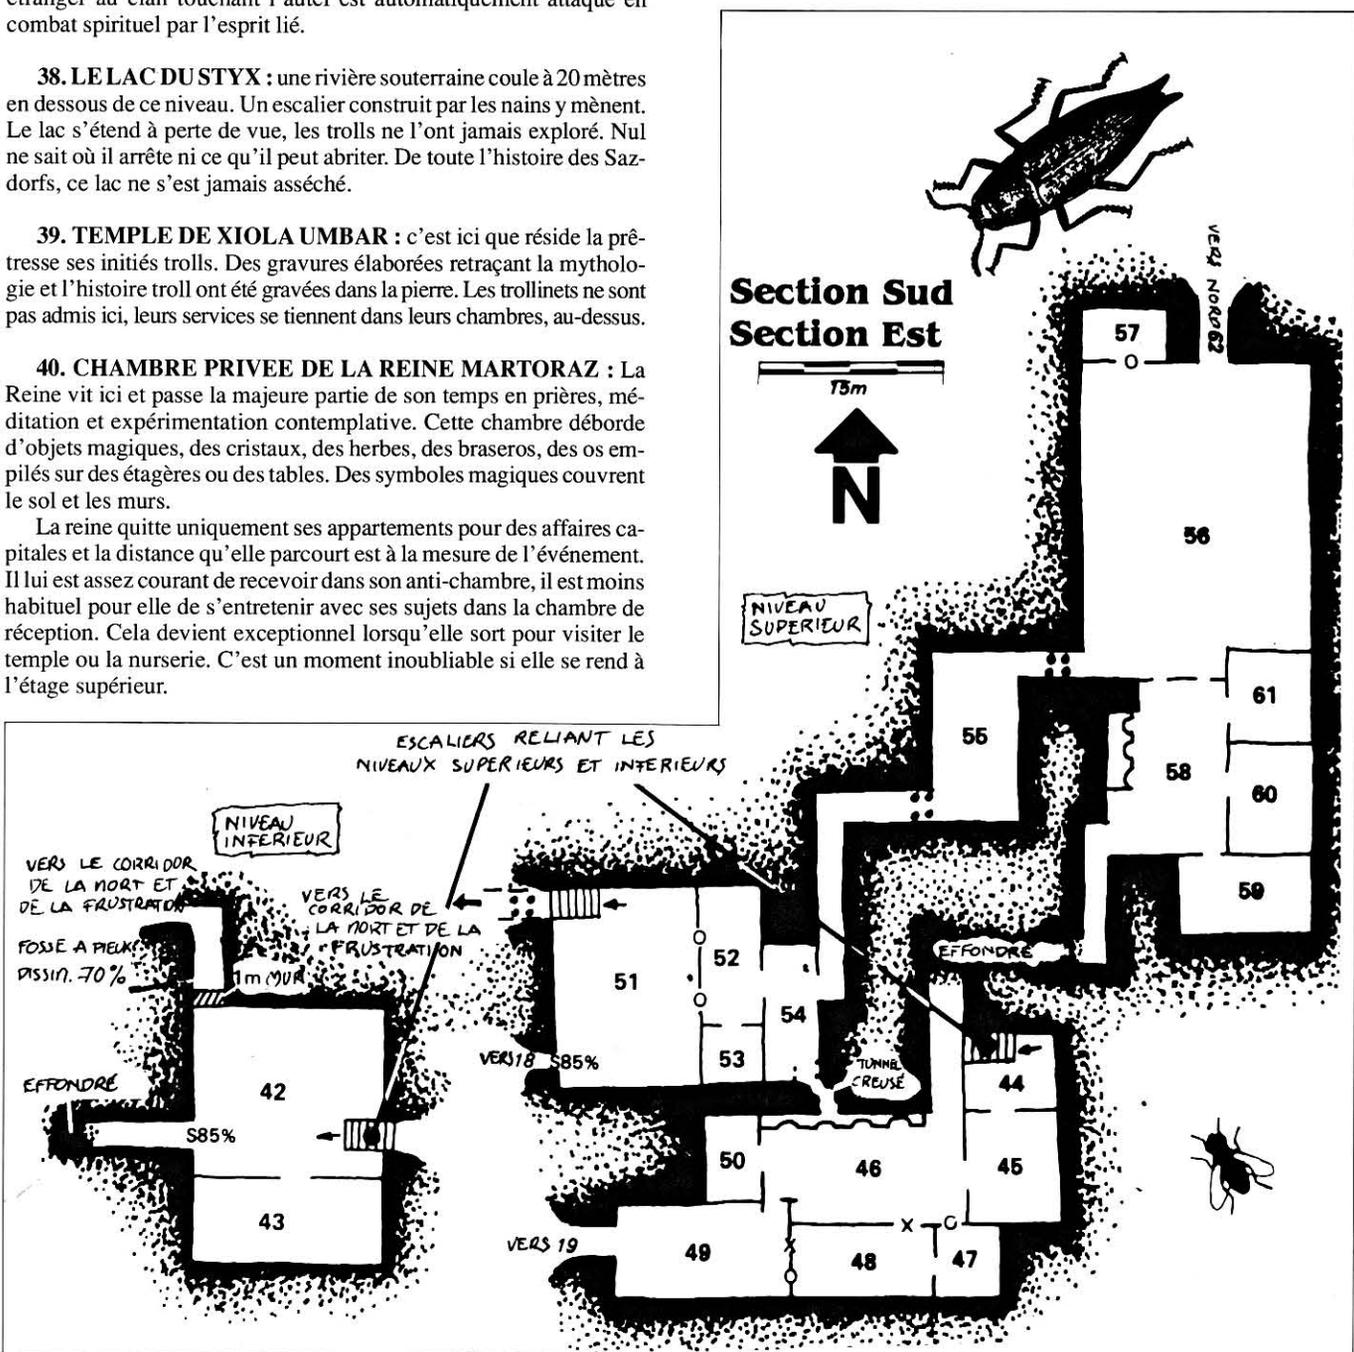 étranger au clan touchant l'autel est automatiquement attaqué en
combat spirituel par l'esprit lié.
38. LE LAC DU STYX : une rivière souterraine coule à 20 mètres
en dessous de ce niveau. Un escalier construit par les nains y mènent.
Le lac s'étend à perte de vue, les trolls ne l'ont jamais exploré. Nul
ne sait où il arrête ni ce qu'il peut abriter. De toute l'histoire des Saz-
dorfs, ce lac ne s'est jamais asséché.
39. TEMPLE DE XIOLA UMBAR : c'est ici que réside la prê-
tresse ses initiés trolls. Des gravures élaborées retraçant la mytholo-
gie et l'histoire troll ont été gravées dans la pierre. Les trollinets ne sont
pas admis ici, leurs services se tiennent dans leurs chambres, au-dessus.
40. CHAMBRE PRIVEE DE LA REINE MARTORAZ : La
Reine vit ici et passe la majeure partie de son temps en prières, mé-
ditation et expérimentation contemplative. Cette chambre déborde
d'objets magiques, des cristaux, des herbes, des braseros, des os em-
pilés sur des étagères ou des tables. Des symboles magiques couvrent
le sol et les murs.
La reine quitte uniquement ses appartements pour des affaires ca-
pitales et la distance qu'elle parcourt est à la mesure de l'événement.
Il lui est assez courant de recevoir dans son anti-chambre, il est moins
habituel pour elle de s'entretenir avec ses sujets dans la chambre de
réception. Cela devient exceptionnel lorsqu'elle sort pour visiter le
temple ou la nurserie. C'est un moment inoubliable si elle se rend à
l'étage supérieur.
Section Sud
Section Est
15m
N
VERS NORD 62
57
56
NIVEAU
SUPERIEUR
61
55
58
60
59
ESCALIERS RELIANT LES
NIVEAUX SUPERIEURS ET INFERIEURS
NIVEAU
INFERIEUR
VERS LE CORRIDOR
DE LA MORT ET
DE LA FRUSTRATION
FOSSE A PIEUX
DISSIM. 70%
1m MUR
VERS LE
CORRIDOR DE
LA MORT ET DE LA
FRUSTRATION
EFFONDRÉ
42
S85%
43
51
52
53
54
VERS 18
S85%
EFFONDRÉ
TUNNEL
CREUSÉ
44
45
46
50
VERS 19
49
48
47